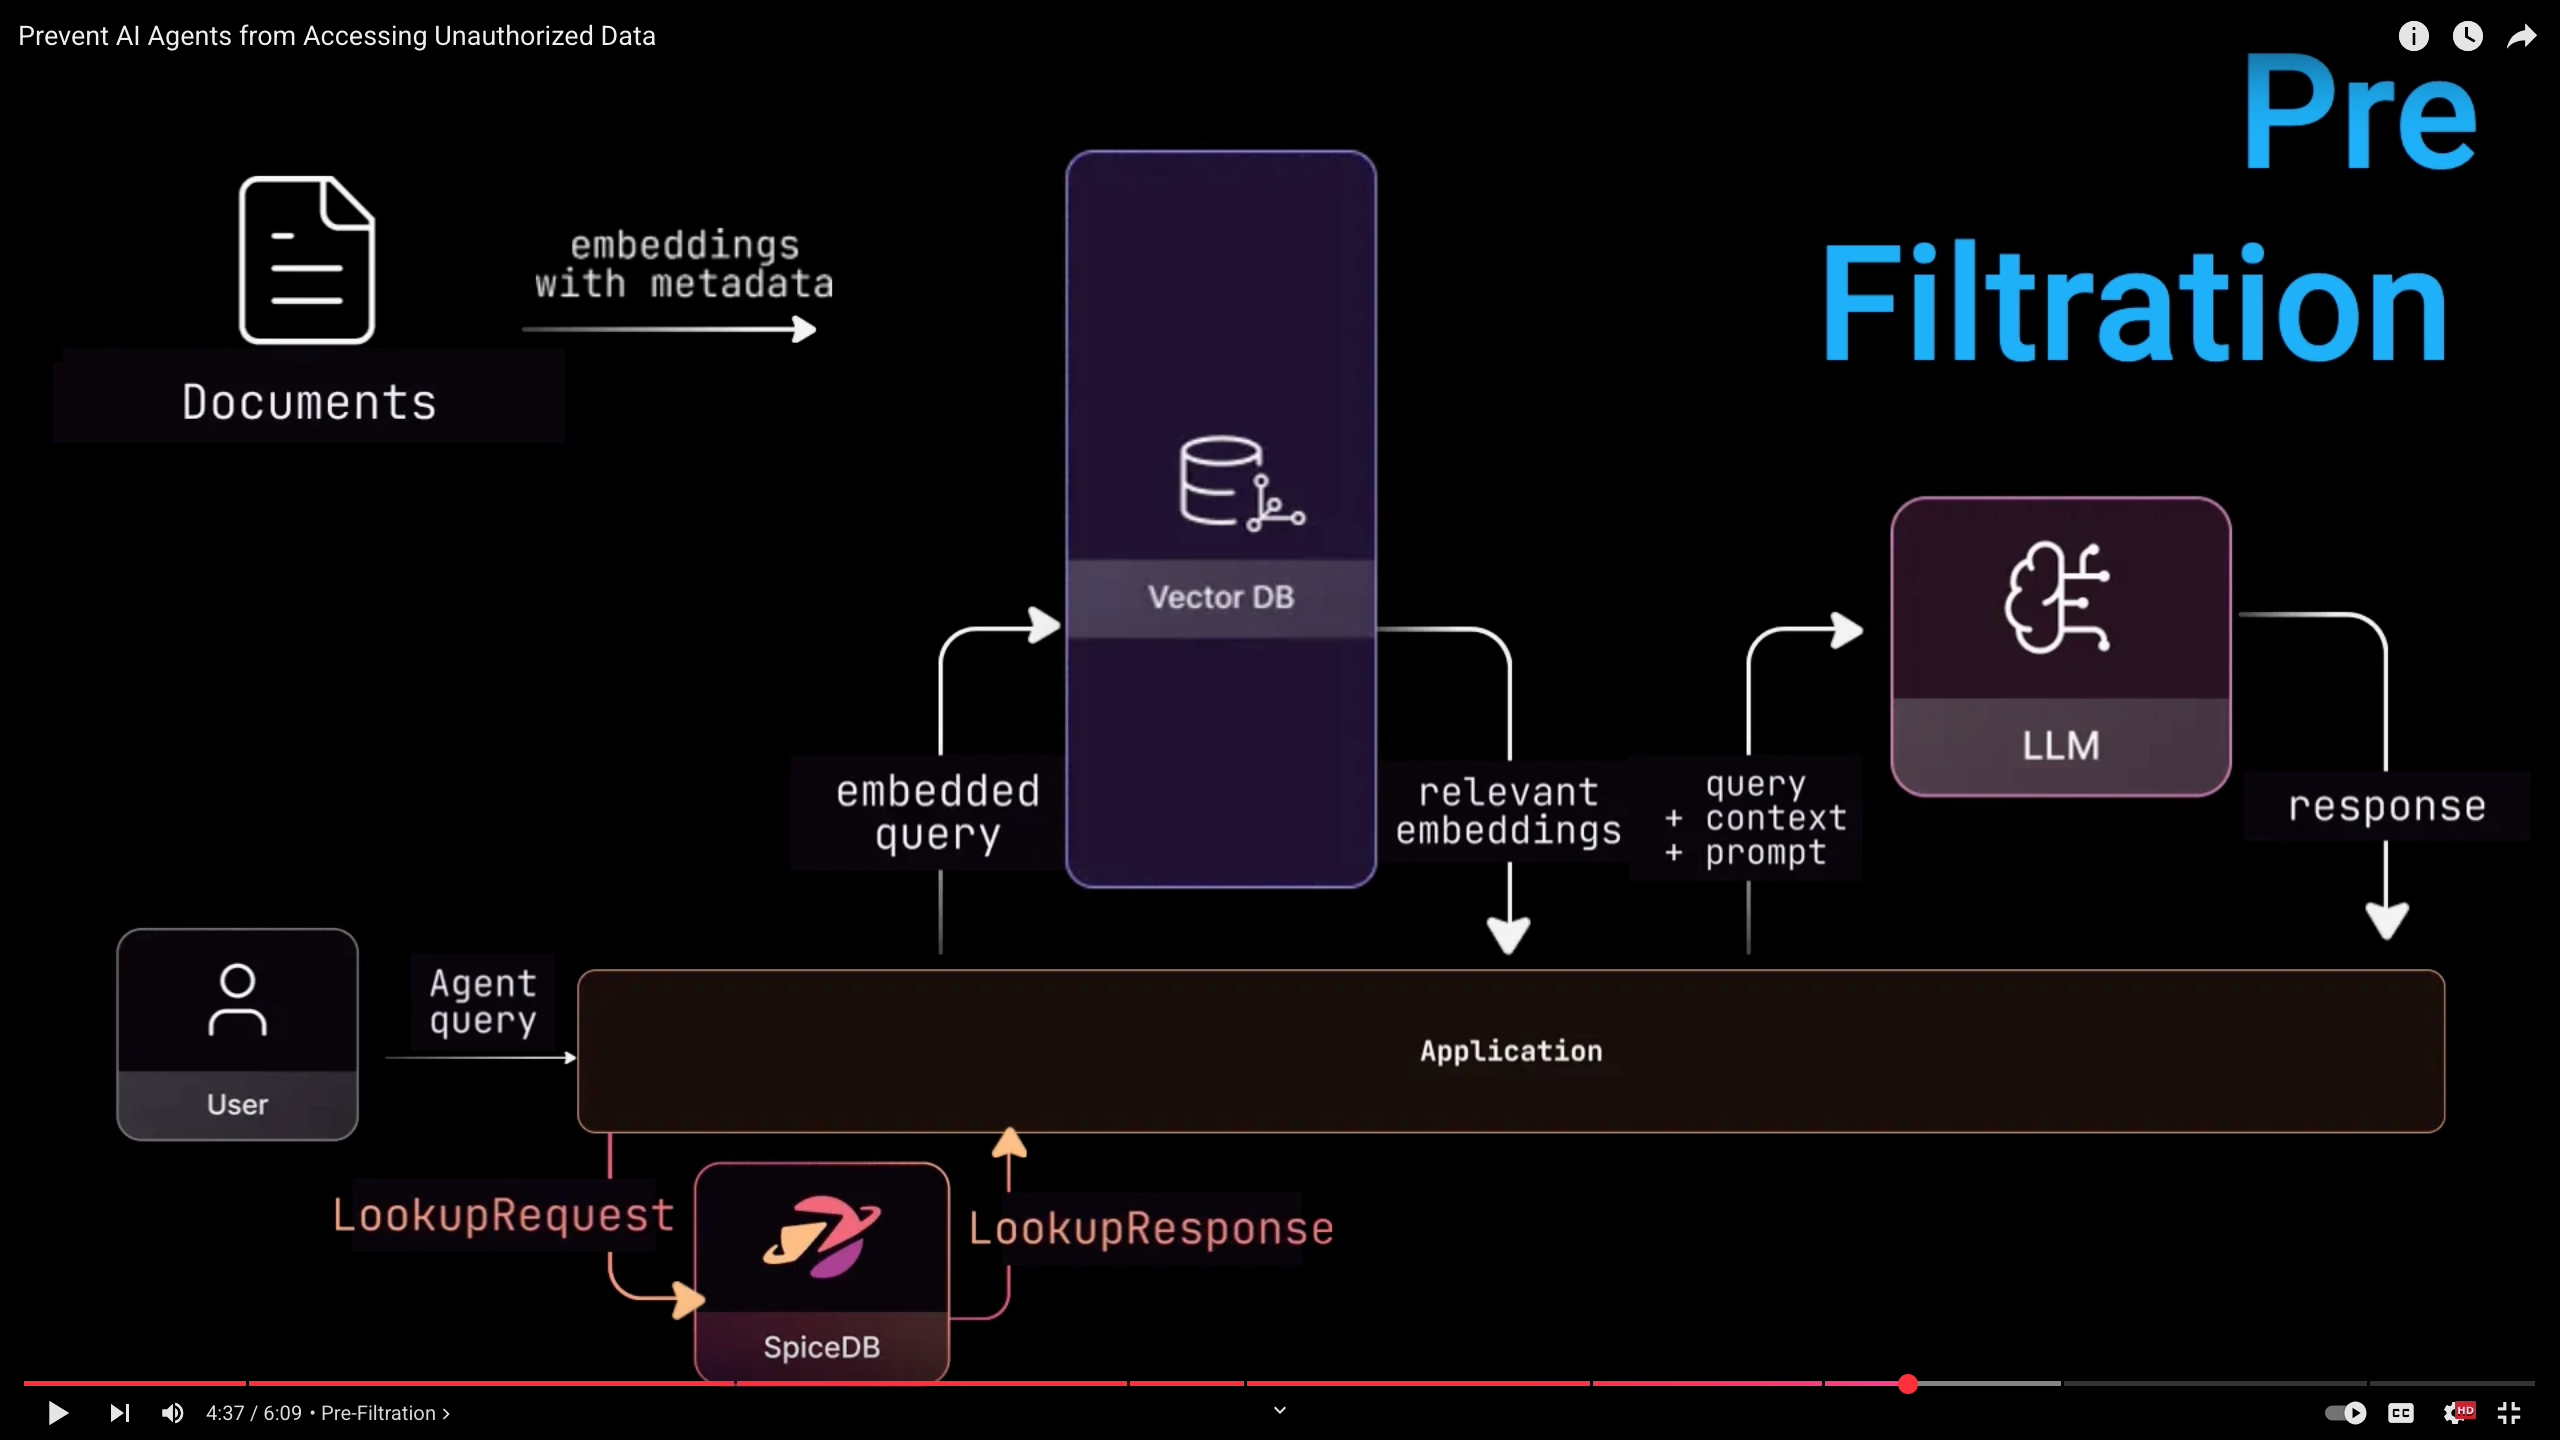 Prevent AI Agents from Accessing Unauthorized Data
Pre
Filtration
embeddings
with metadata
Documents
Vector DB
LLM
embedded
query
relevant
embeddings
query
+ context
+ prompt
response
Agent
query
User
Application
LookupRequest
LookupResponse
SpiceDB
4:37 / 6:09 • Pre-Filtration ›
CC
HD